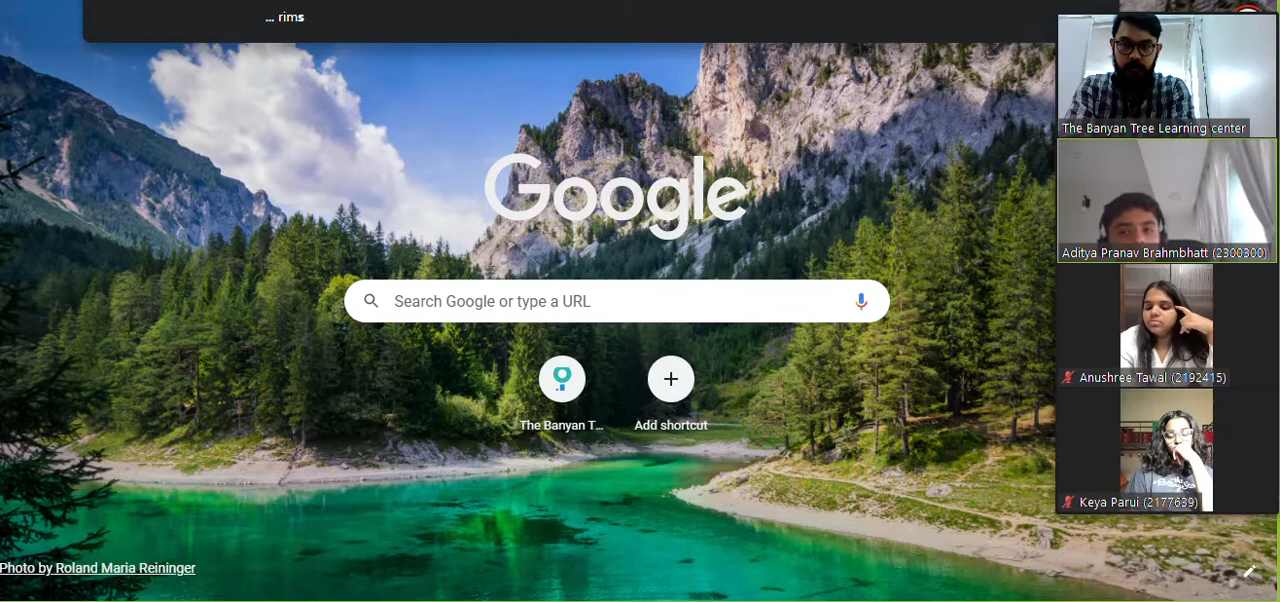 ... rims
Google
Search Google or type a URL
The Banyan T...
Add shortcut
Photo by Roland Maria Reininger
The Banyan Tree Learning center
Aditya Pranav Brahmbhatt (2300300)
Anushree Tawal (2192415)
Keya Parui (2177639)